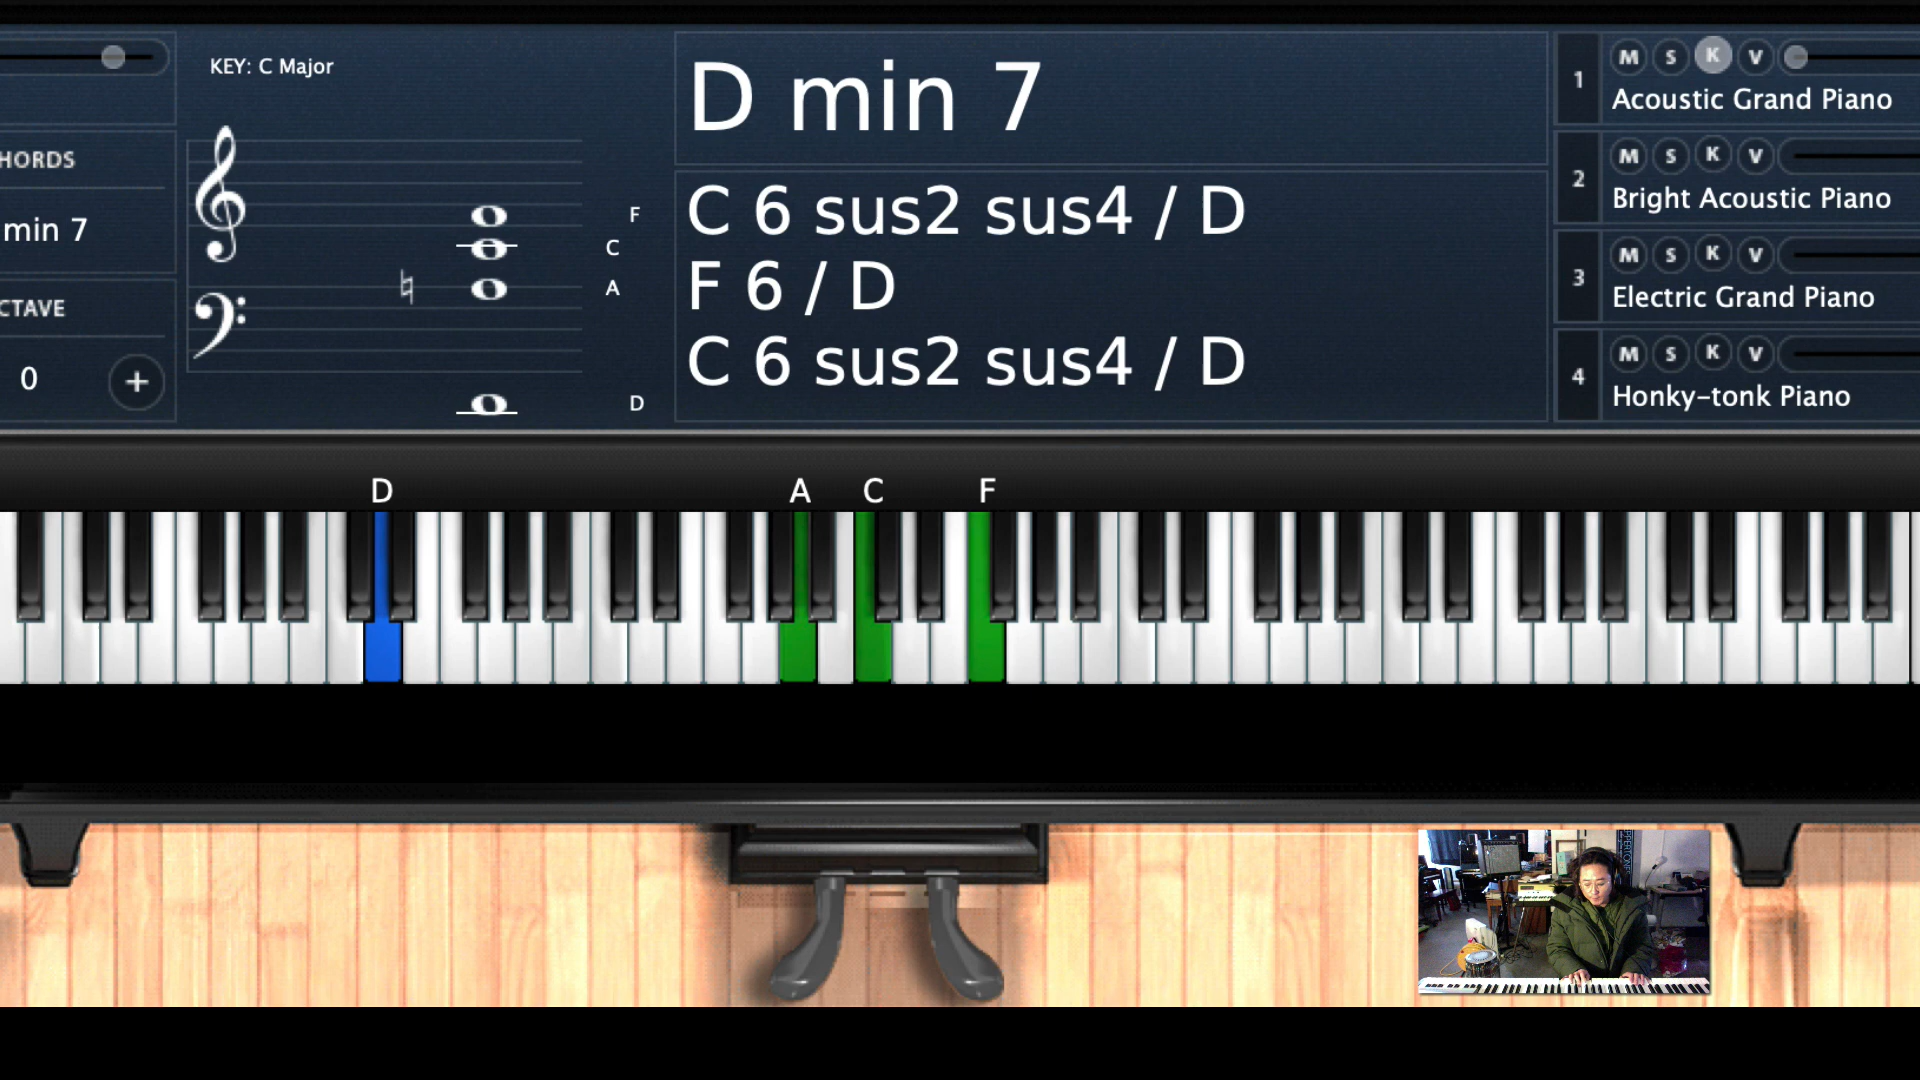 KEY: C Major
HORDS
min 7
CTAVE
0
+
F
C
A
D
D min 7
C 6 sus2 sus4 / D
F 6 / D
C 6 sus2 sus4 / D
1
M S K V
Acoustic Grand Piano
2
M S K V
Bright Acoustic Piano
3
M S K V
Electric Grand Piano
4
M S K V
Honky-tonk Piano
D A C F